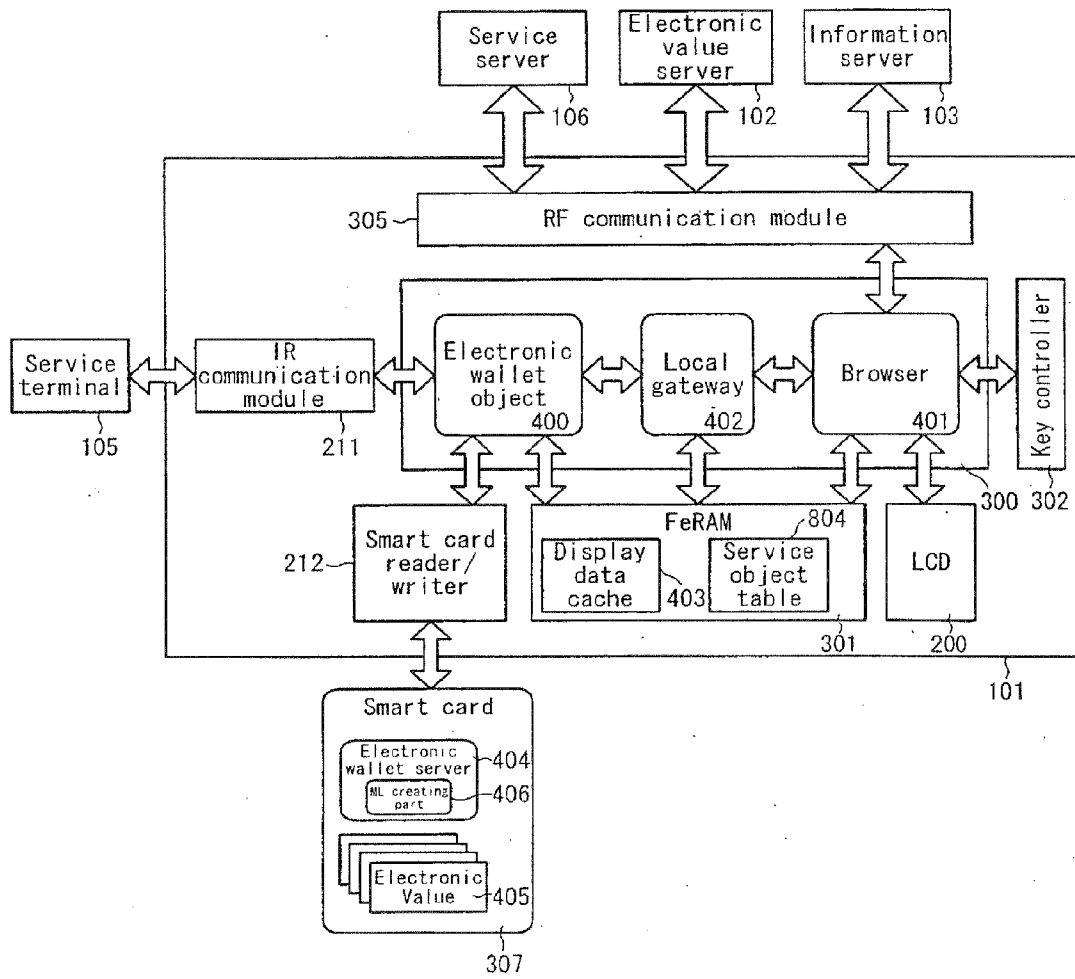 Service
server
106
Electronic
value
server
102
Information
server
103
305
RF communication module
Service
terminal
105
IR
communication
module
211
Electronic
wallet
object
400
Local
gateway
402
Browser
401
Key controller
302
300
212
Smart card
reader/
writer
FeRAM
804
Display
data
cache
403
Service
object
table
301
LCD
200
101
Smart card
Electronic
wallet server
404
ML creating
part
406
Electronic
Value
405
307